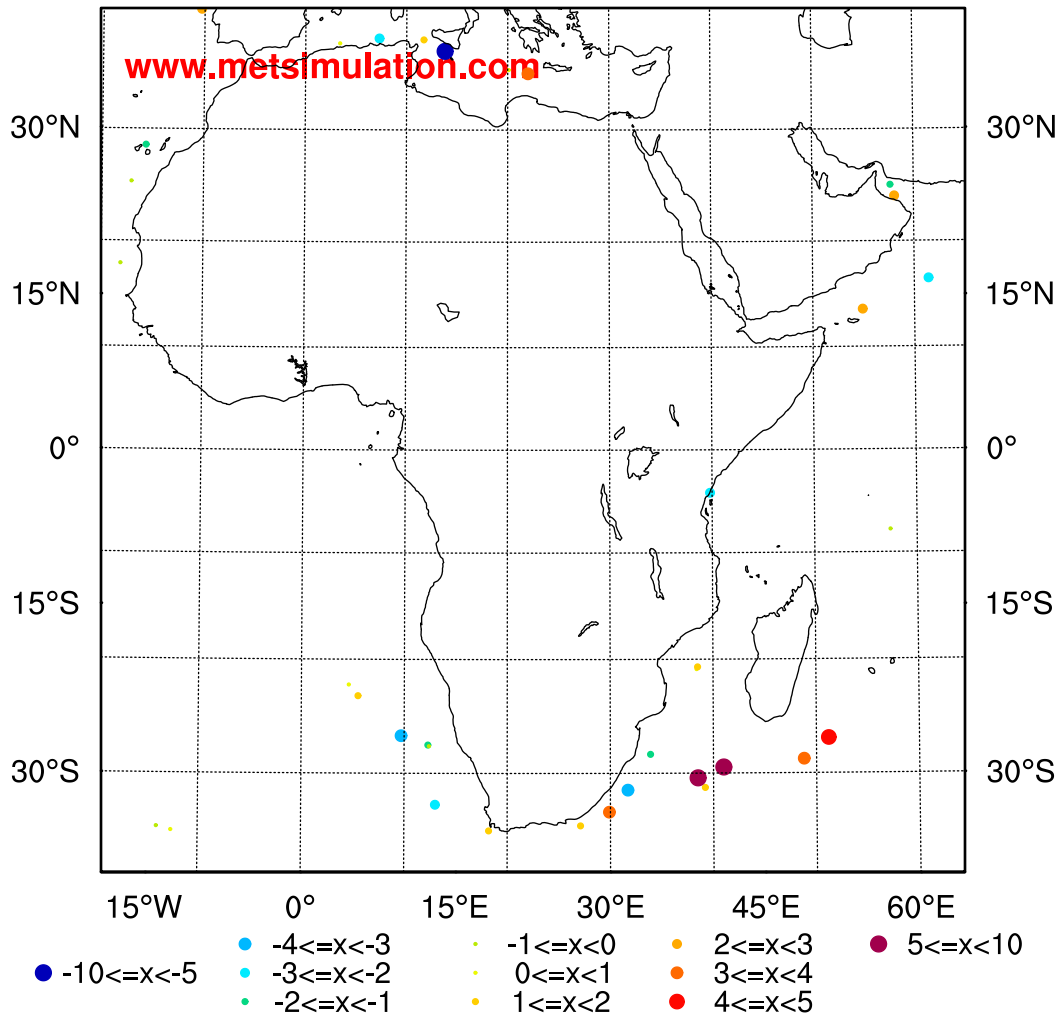 www.metsimulation.com
30°N 30°N
15°N 15°N
0° 0°
15°S 15°S
30°S 30°S
15°W 0° 15°E 30°E 45°E 60°E
-4<=x<-3 -1<=x<0 2<=x<3 5<=x<10
-10<=x<-5 -3<=x<-2 0<=x<1 3<=x<4
-2<=x<-1 1<=x<2 4<=x<5